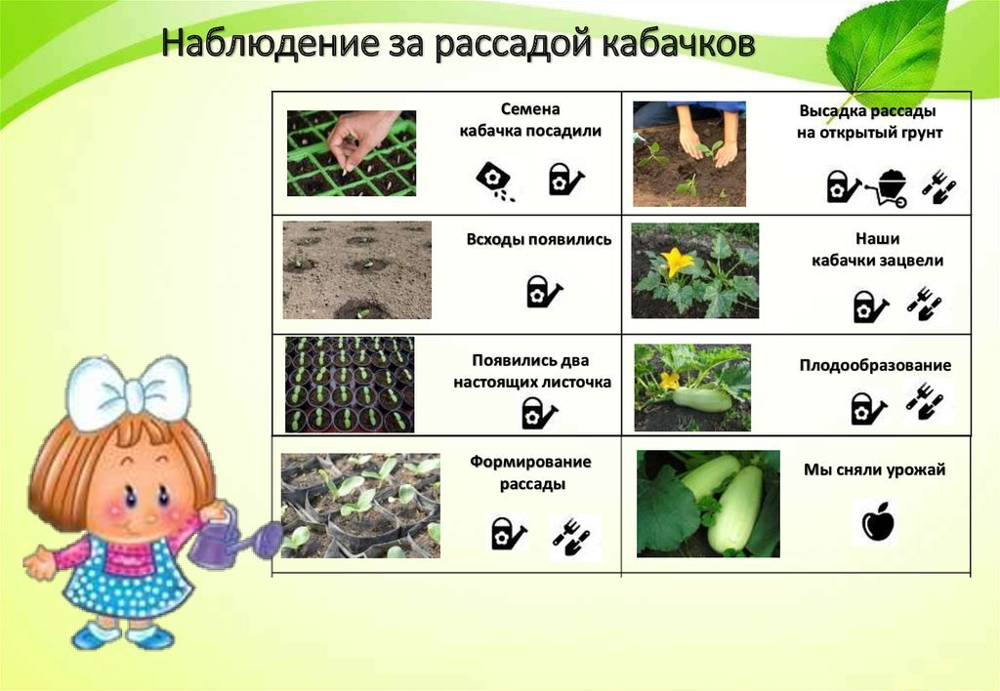 Наблюдение за рассадой кабачков
Семена
кабачка посадили
Высадка рассады
на открытый грунт
Всходы появились
Наши
кабачки зацвели
Появились два
настоящих листочка
Плодообразование
Формирование
рассады
Мы сняли урожай